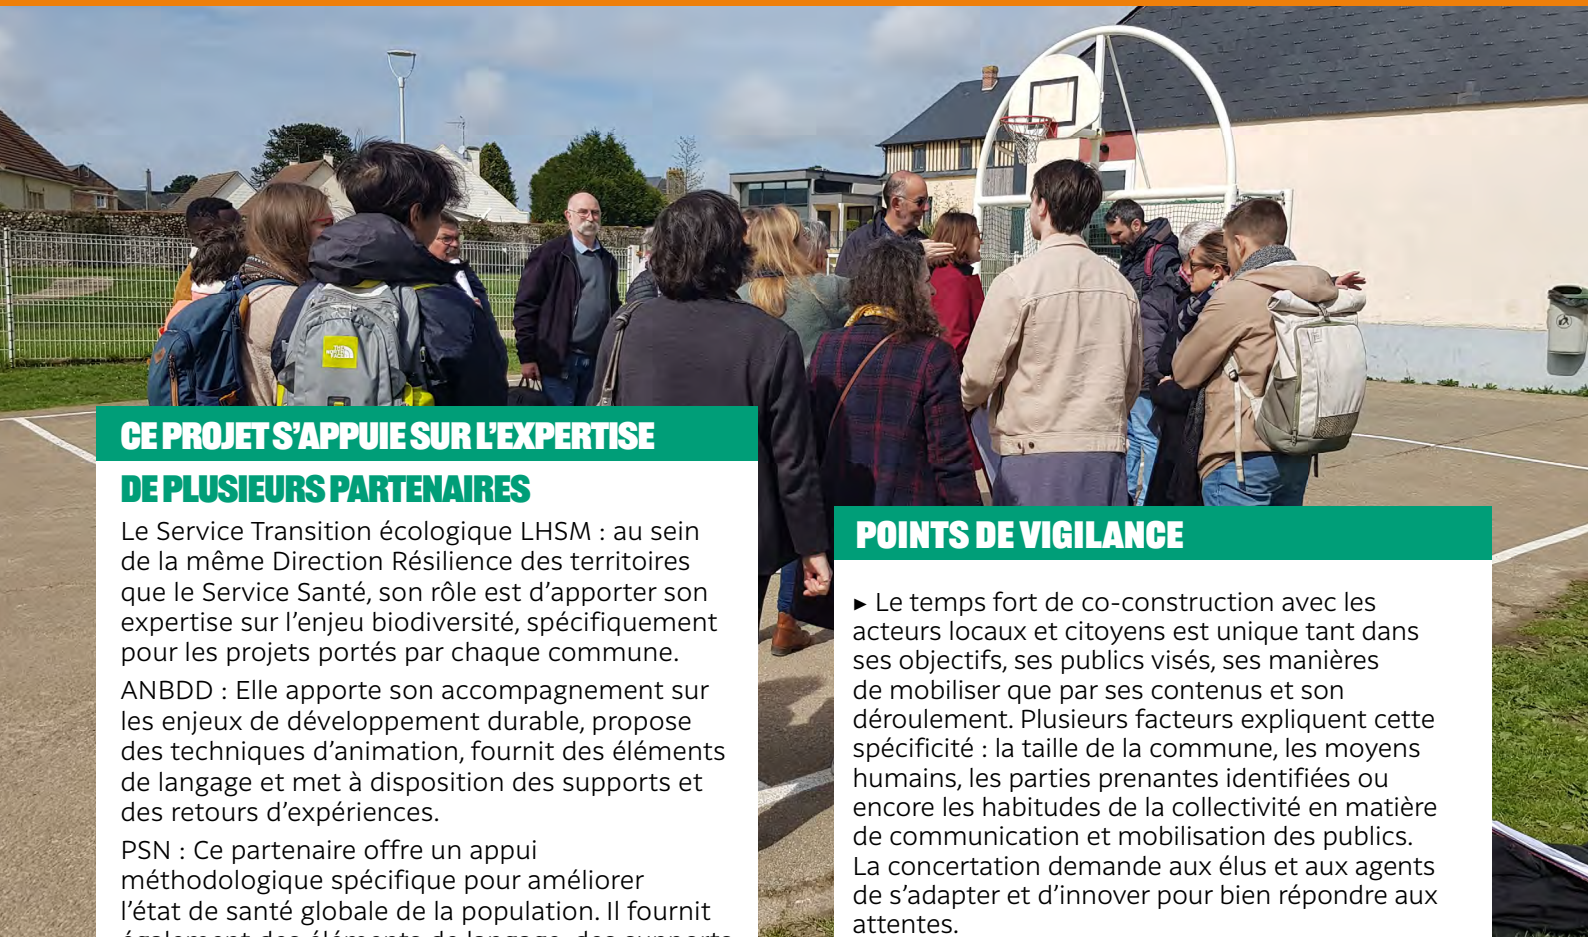 CE PROJET S'APPUIE SUR L'EXPERTISE
DE PLUSIEURS PARTENAIRES
Le Service Transition écologique LHSM : au sein
de la même Direction Résilience des territoires
que le Service Santé, son rôle est d'apporter son
expertise sur l'enjeu biodiversité, spécifiquement
pour les projets portés par chaque commune.
ANBDD : Elle apporte son accompagnement sur
les enjeux de développement durable, propose
des techniques d'animation, fournit des éléments
de langage et met à disposition des supports et
des retours d'expériences.
PSN : Ce partenaire offre un appui
méthodologique spécifique pour améliorer
l'état de santé globale de la population. Il fournit
également des éléments de langage, des supports
POINTS DE VIGILANCE
► Le temps fort de co-construction avec les
acteurs locaux et citoyens est unique tant dans
ses objectifs, ses publics visés, ses manières
de mobiliser que par ses contenus et son
déroulement. Plusieurs facteurs expliquent cette
spécificité : la taille de la commune, les moyens
humains, les parties prenantes identifiées ou
encore les habitudes de la collectivité en matière
de communication et mobilisation des publics.
La concertation demande aux élus et aux agents
de s'adapter et d'innover pour bien répondre aux
attentes.